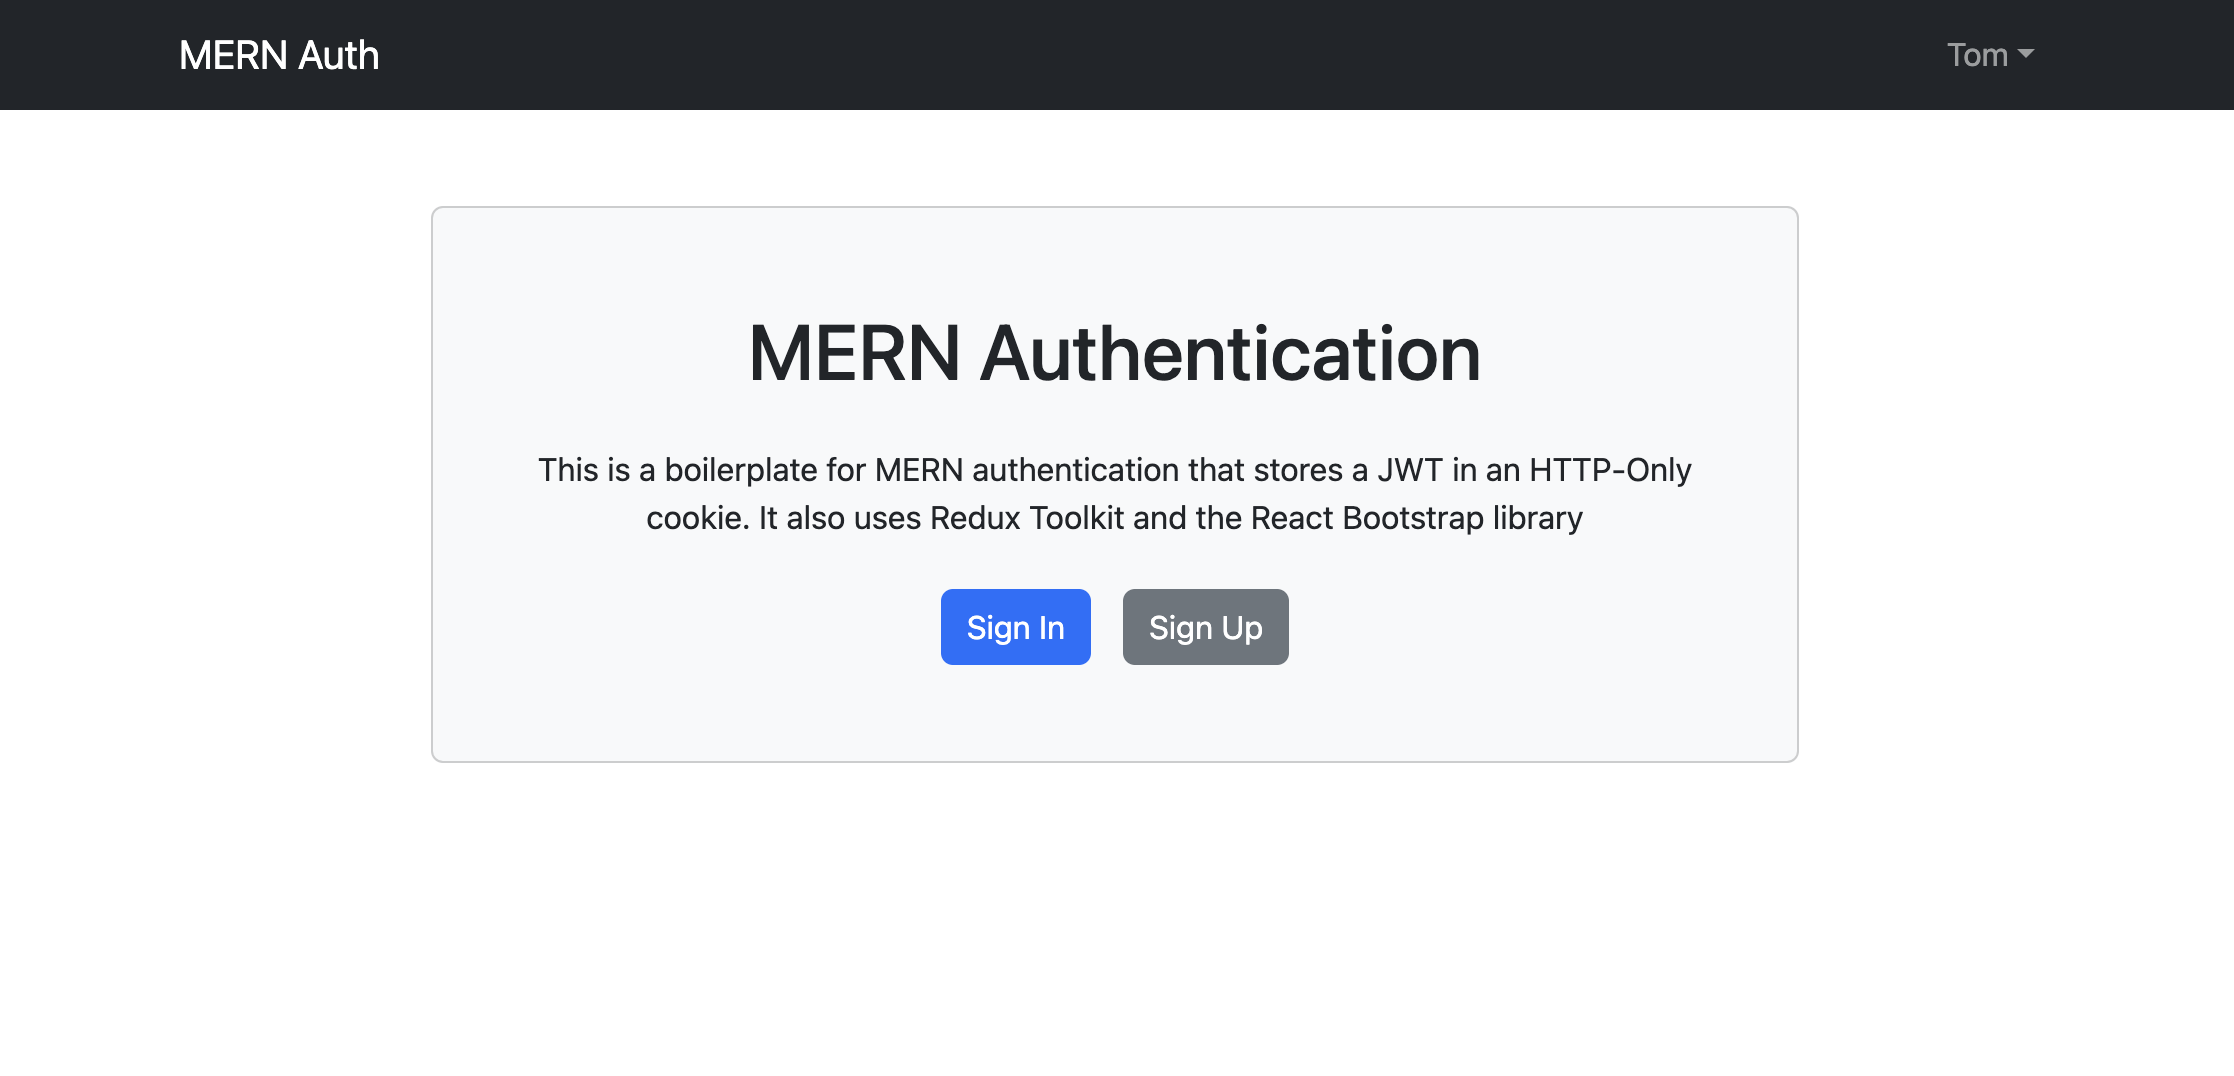 MERN Auth
Tom
MERN Authentication
This is a boilerplate for MERN authentication that stores a JWT in an HTTP-Only
cookie. It also uses Redux Toolkit and the React Bootstrap library
Sign In
Sign Up